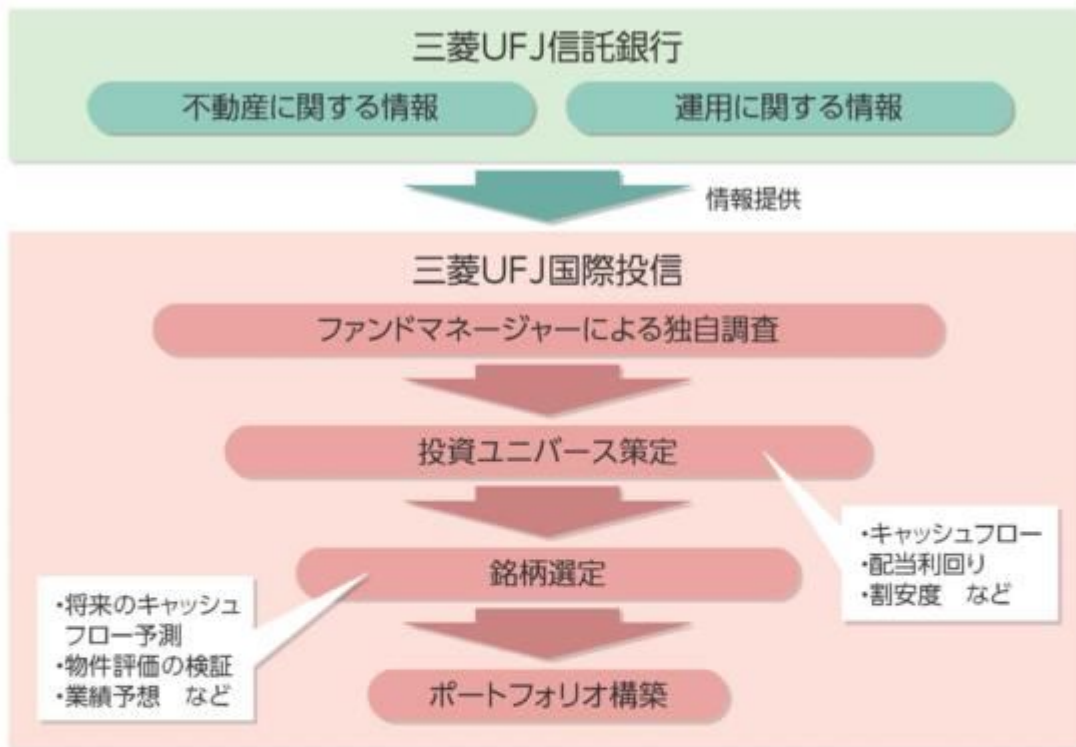 三菱UFJ信託銀行
不動産に関する情報
運用に関する情報
情報提供
三菱UFJ国際投信
ファンドマネージャーによる独自調査
投資ユニバース策定
・キャッシュフロー
・配当利回り
・割安度　など
銘柄選定
・将来のキャッシュ
フロー予測
・物件評価の検証
・業績予想　など
ポートフォリオ構築